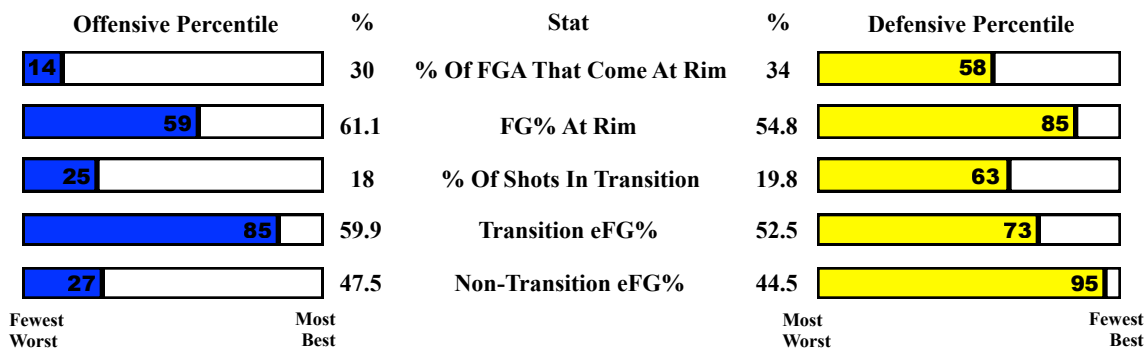 Offensive Percentile % Stat % Defensive Percentile
14 30 % Of FGA That Come At Rim 34 58
59 61.1 FG% At Rim 54.8 85
25 18 % Of Shots In Transition 19.8 63
85 59.9 Transition eFG% 52.5 73
27 47.5 Non-Transition eFG% 44.5 95
Fewest Most Most Fewest
Worst Best Worst Best